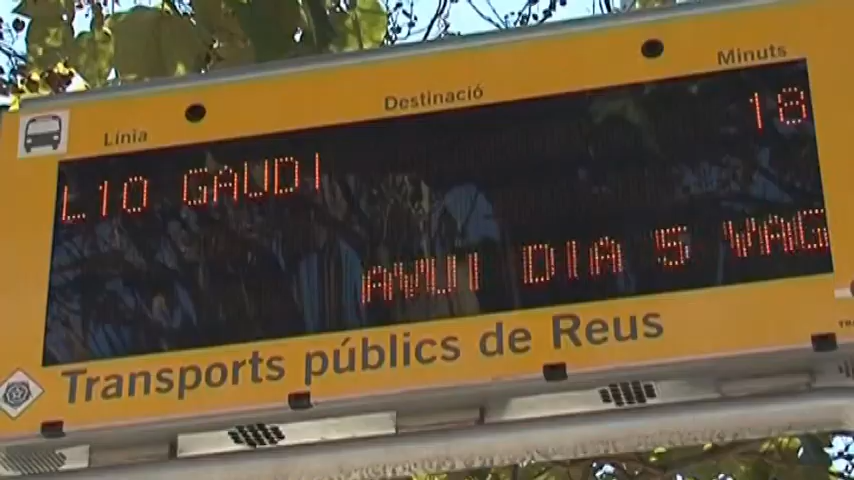 Línia Destinació Minuts
L10 GAUDI 18
AVUI DIA 5 VAG
Transports públics de Reus